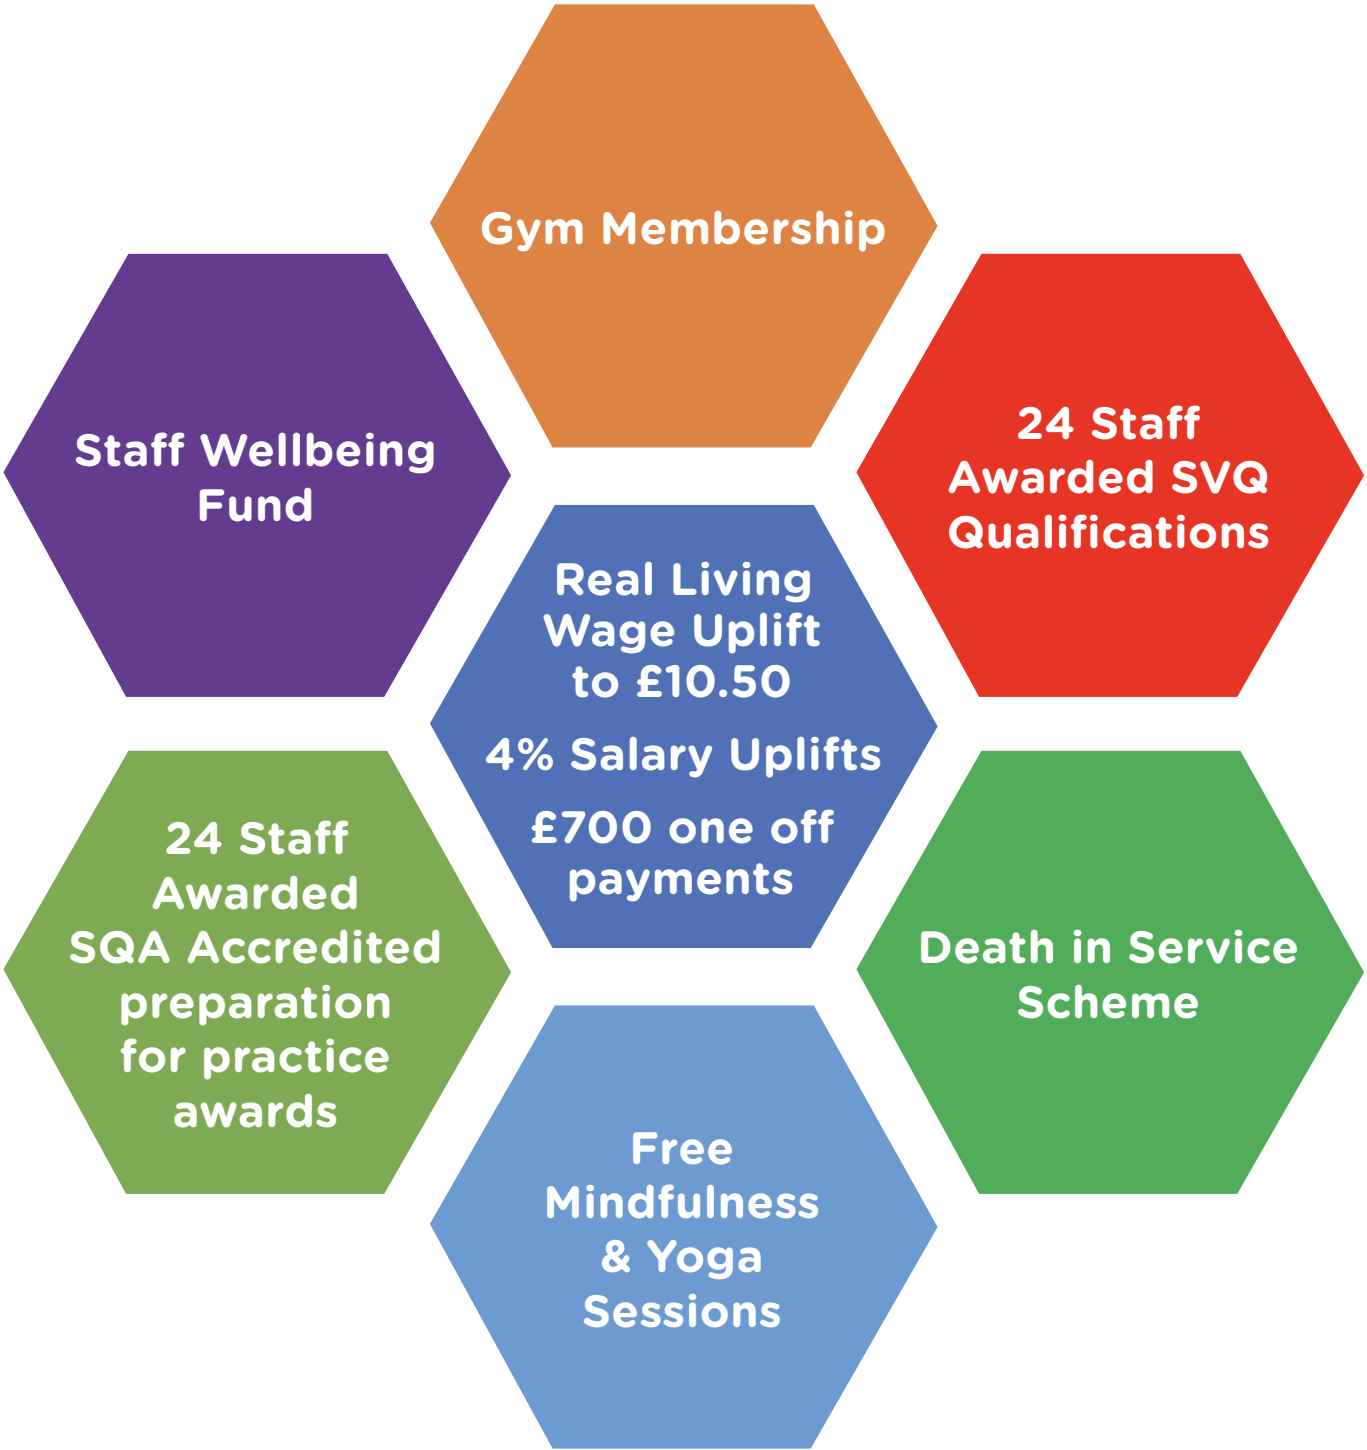 Gym Membership
Staff Wellbeing
Fund
24 Staff
Awarded SVQ
Qualifications
Real Living
Wage Uplift
to £10.50
4% Salary Uplifts
£700 one off
payments
24 Staff
Awarded
SQA Accredited
preparation
for practice
awards
Death in Service
Scheme
Free
Mindfulness
& Yoga
Sessions